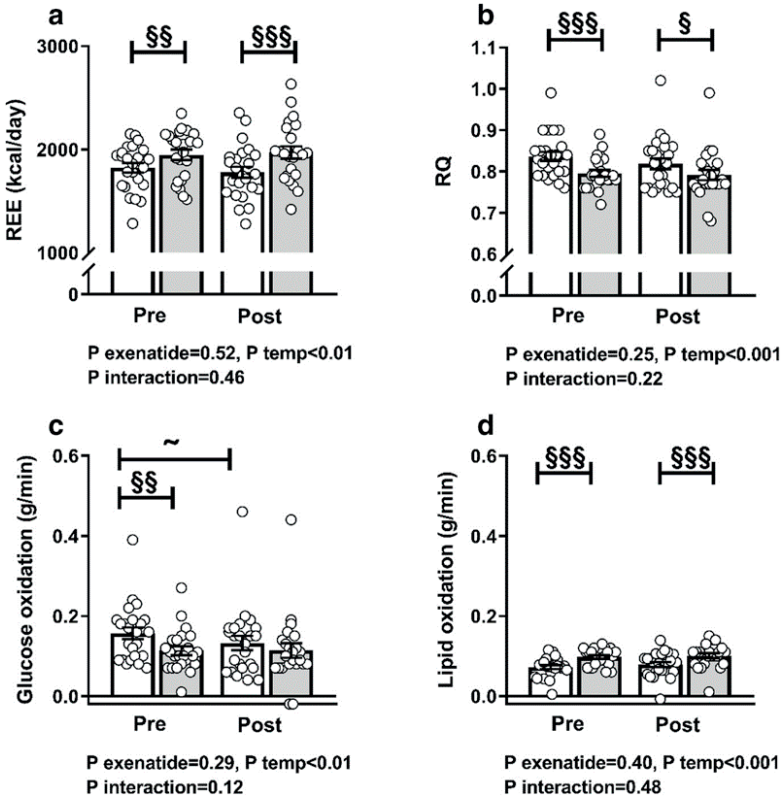 a
§§ §§§
3000
2000
1000
0
REE (kcal/day)
Pre Post
P exenatide=0.52, P temp<0.01
P interaction=0.46
b
§§§ §
1.1
1.0
0.9
0.8
0.7
0.6
0.0
RQ
Pre Post
P exenatide=0.25, P temp<0.001
P interaction=0.22
c
~
§§
0.6
0.4
0.2
0.0
Glucose oxidation (g/min)
Pre Post
P exenatide=0.29, P temp<0.01
P interaction=0.12
d
§§§ §§§
0.6
0.4
0.2
0.0
Lipid oxidation (g/min)
Pre Post
P exenatide=0.40, P temp<0.001
P interaction=0.48